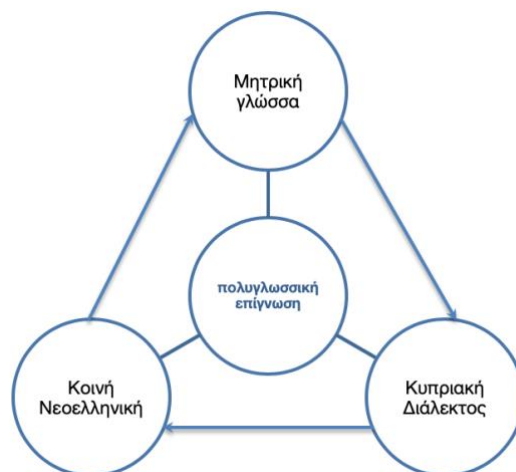 Μητρική
γλώσσα
πολυγλωσσική
επίγνωση
Κοινή
Νεοελληνική
Κυπριακή
Διάλεκτος